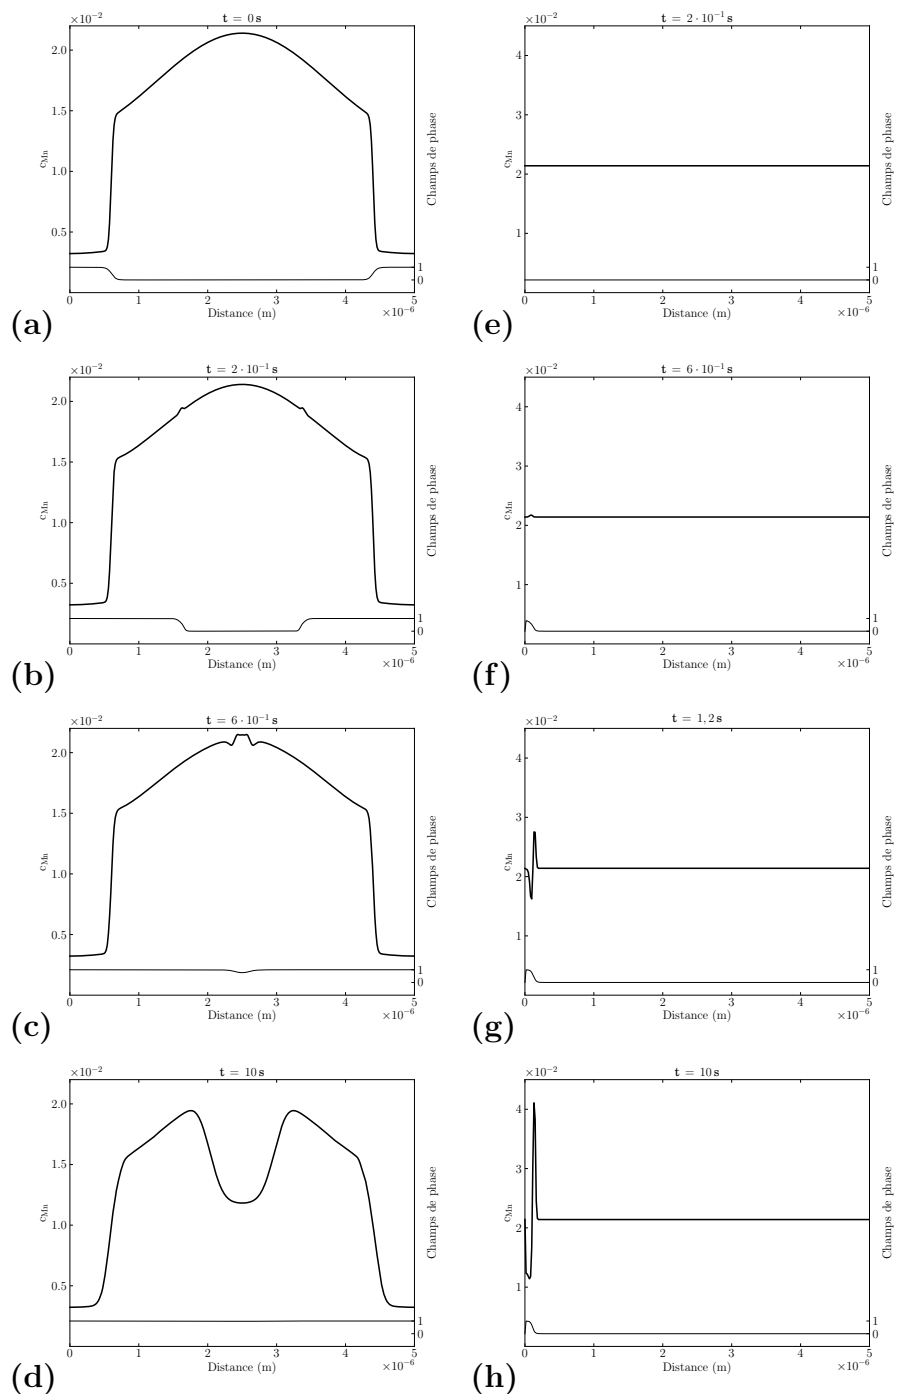 t = 0 s
×10⁻²
2.0
1.5
1.0
0.5
c_Mn
Champs de phase
1
0
0 1 2 3 4 5
Distance (m)
×10⁻⁶
(a)
t = 2 · 10⁻¹ s
×10⁻²
4
3
2
1
c_Mn
Champs de phase
1
0
0 1 2 3 4 5
Distance (m)
×10⁻⁶
(e)
t = 2 · 10⁻¹ s
×10⁻²
2.0
1.5
1.0
0.5
c_Mn
Champs de phase
1
0
0 1 2 3 4 5
Distance (m)
×10⁻⁶
(b)
t = 6 · 10⁻¹ s
×10⁻²
4
3
2
1
c_Mn
Champs de phase
1
0
0 1 2 3 4 5
Distance (m)
×10⁻⁶
(f)
t = 6 · 10⁻¹ s
×10⁻²
2.0
1.5
1.0
0.5
c_Mn
Champs de phase
1
0
0 1 2 3 4 5
Distance (m)
×10⁻⁶
(c)
t = 1,2 s
×10⁻²
4
3
2
1
c_Mn
Champs de phase
1
0
0 1 2 3 4 5
Distance (m)
×10⁻⁶
(g)
t = 10 s
×10⁻²
2.0
1.5
1.0
0.5
c_Mn
Champs de phase
1
0
0 1 2 3 4 5
Distance (m)
×10⁻⁶
(d)
t = 10 s
×10⁻²
4
3
2
1
c_Mn
Champs de phase
1
0
0 1 2 3 4 5
Distance (m)
×10⁻⁶
(h)